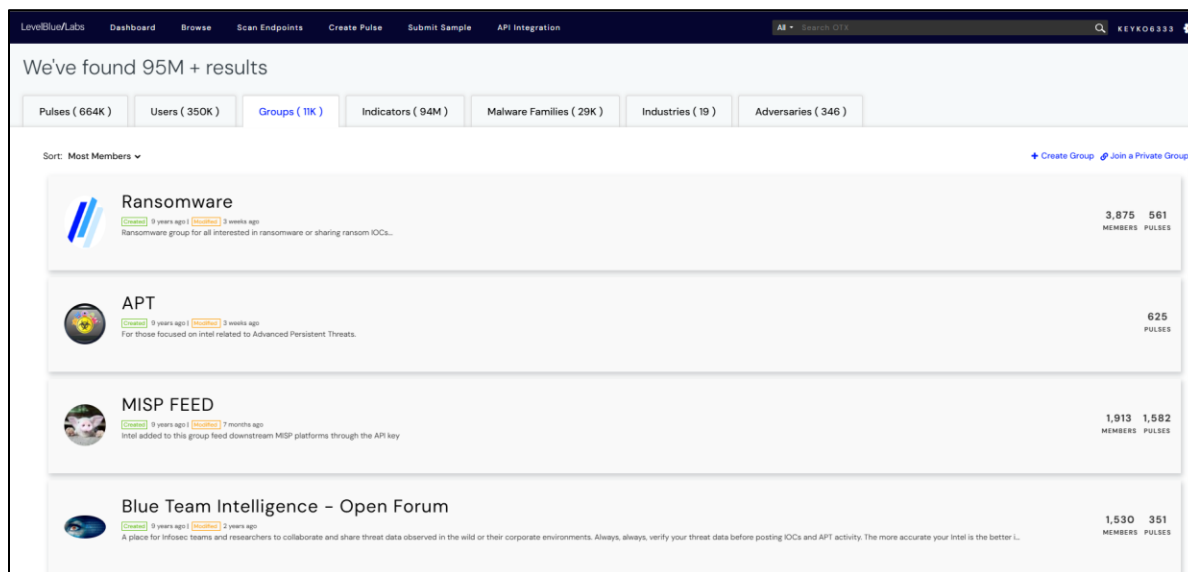 LevelBlue/Labs Dashboard Browse Scan Endpoints Create Pulse Submit Sample API Integration All Search OTX KEYKO6333
We've found 95M + results
Pulses ( 664K ) Users ( 350K ) Groups ( 11K ) Indicators ( 94M ) Malware Families ( 29K ) Industries ( 19 ) Adversaries ( 346 )
Sort: Most Members + Create Group Join a Private Group
Ransomware
Created 9 years ago | Modified 3 weeks ago
Ransomware group for all interested in ransomware or sharing ransom IOCs...
3,875 561
MEMBERS PULSES
APT
Created 9 years ago | Modified 3 weeks ago
For those focused on intel related to Advanced Persistent Threats.
625
PULSES
MISP FEED
Created 9 years ago | Modified 7 months ago
Intel added to this group feed downstream MISP platforms through the API key
1,913 1,582
MEMBERS PULSES
Blue Team Intelligence - Open Forum
Created 9 years ago | Modified 2 years ago
A place for Infosec teams and researchers to collaborate and share threat data observed in the wild or their corporate environments. Always, always, verify your threat data before posting IOCs and APT activity. The more accurate your Intel is the better i...
1,530 351
MEMBERS PULSES